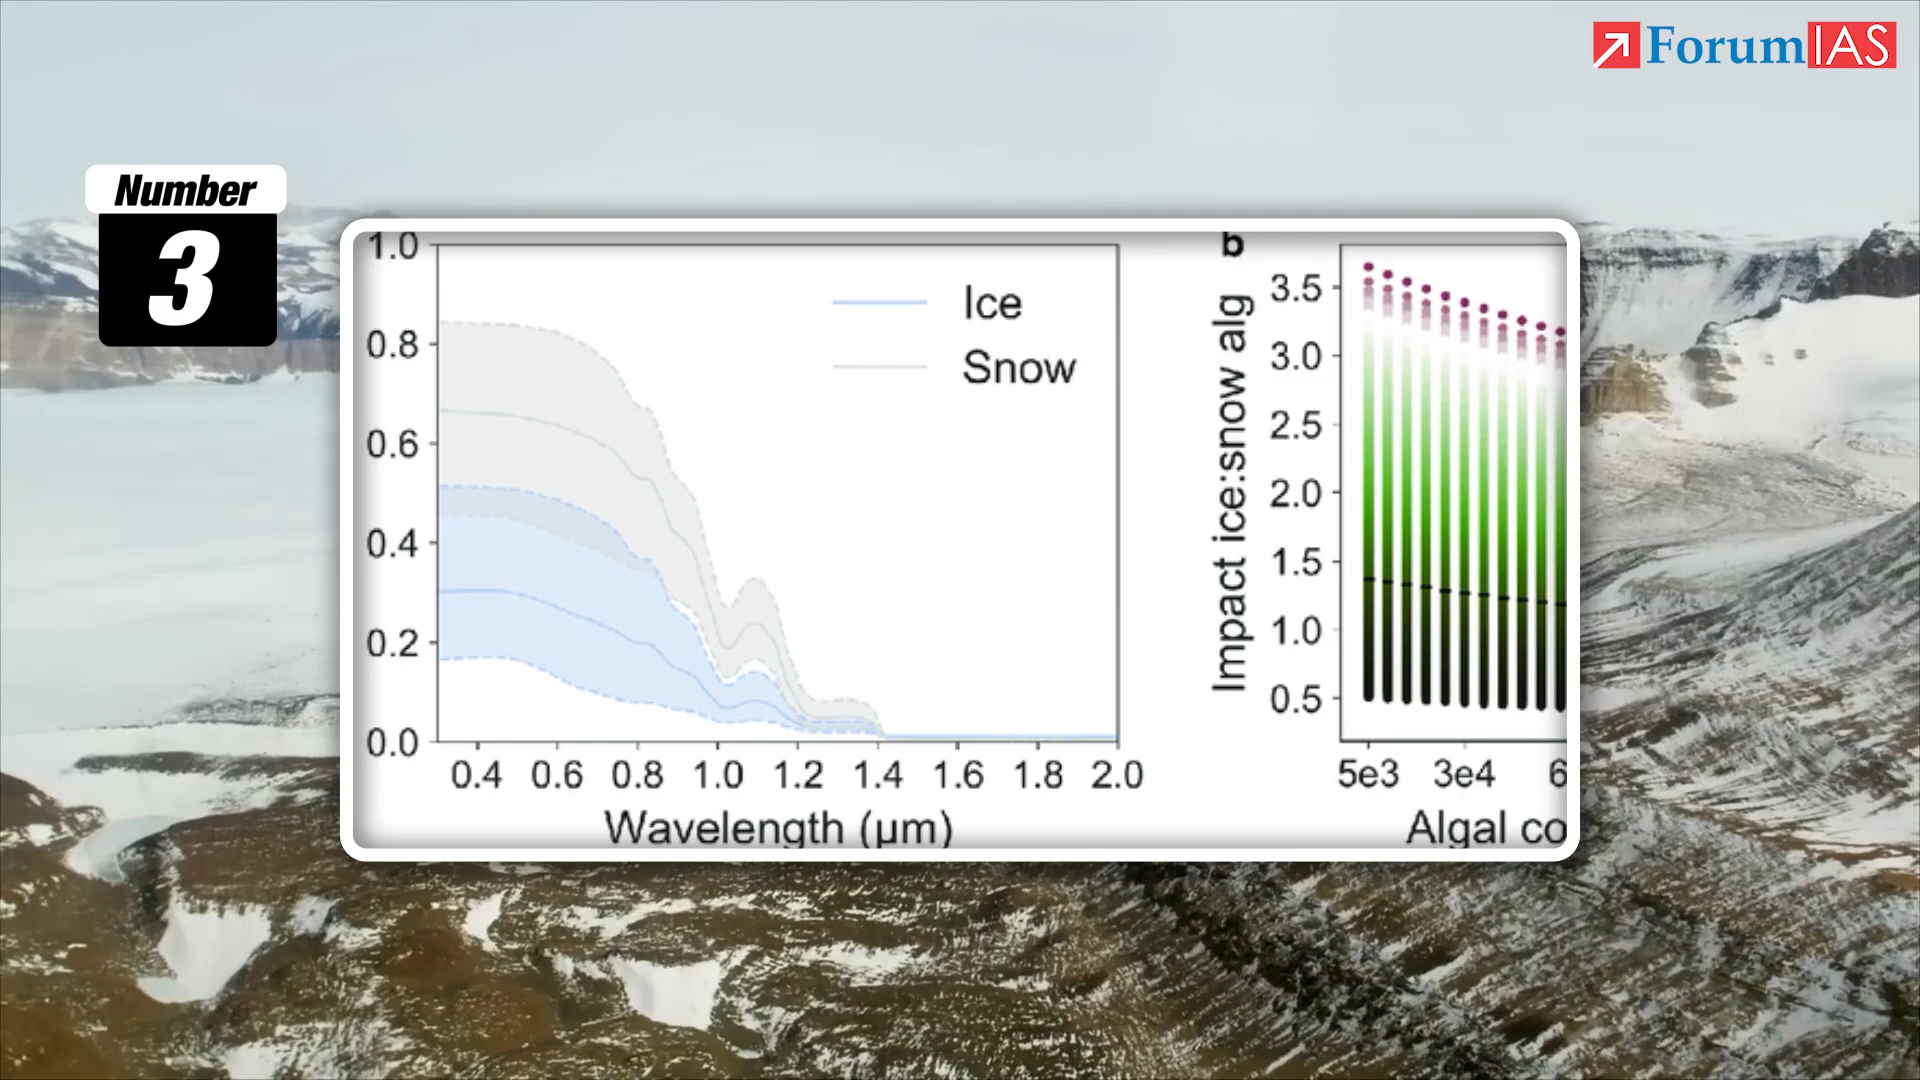 ForumIAS
Number
3
1.0
0.8
0.6
0.4
0.2
0.0
Ice
Snow
0.4 0.6 0.8 1.0 1.2 1.4 1.6 1.8 2.0
Wavelength (μm)
b
Impact ice:snow alg
3.5
3.0
2.5
2.0
1.5
1.0
0.5
5e3 3e4 6
Algal co